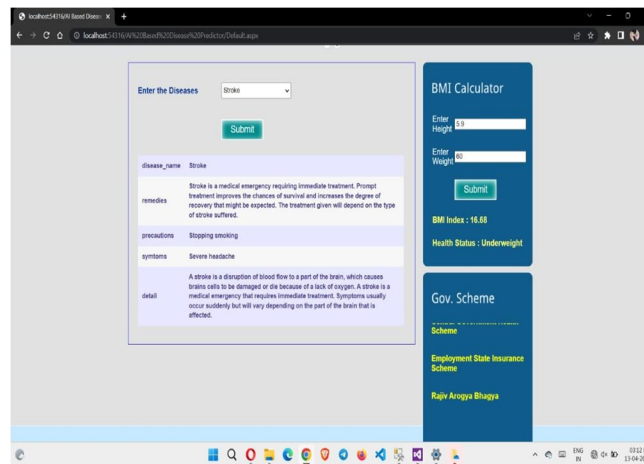 localhost:54316/AI Based Diseas
localhost:54316/AI%20Based%20Disease%20Predictor/Default.aspx
Enter the Diseases
Stroke
Submit
disease_name Stroke
remedies
Stroke is a medical emergency requiring immediate treatment. Prompt
treatment improves the chances of survival and increases the degree of
recovery that might be expected. The treatment given will depend on the type
of stroke suffered.
precautions Stopping smoking
symtoms Severe headache
detail
A stroke is a disruption of blood flow to a part of the brain, which causes
brains cells to be damaged or die because of a lack of oxygen. A stroke is a
medical emergency that requires immediate treatment. Symptoms usually
occur suddenly but will vary depending on the part of the brain that is
affected.
BMI Calculator
Enter
Height 5.9
Enter
Weight 60
Submit
BMI Index : 16.68
Health Status : Underweight
Gov. Scheme
Scheme
Employment State Insurance
Scheme
Rajiv Arogya Bhagya
ENG
IN
03:12